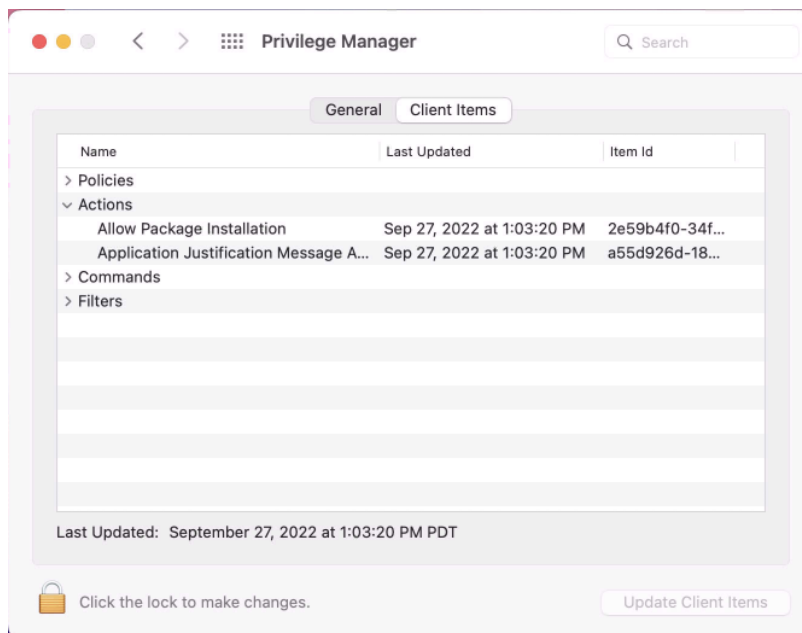 Privilege Manager
Search
General Client Items
Name Last Updated Item Id
Policies
Actions
Allow Package Installation Sep 27, 2022 at 1:03:20 PM 2e59b4f0-34f...
Application Justification Message A... Sep 27, 2022 at 1:03:20 PM a55d926d-18...
Commands
Filters
Last Updated: September 27, 2022 at 1:03:20 PM PDT
Click the lock to make changes. Update Client Items